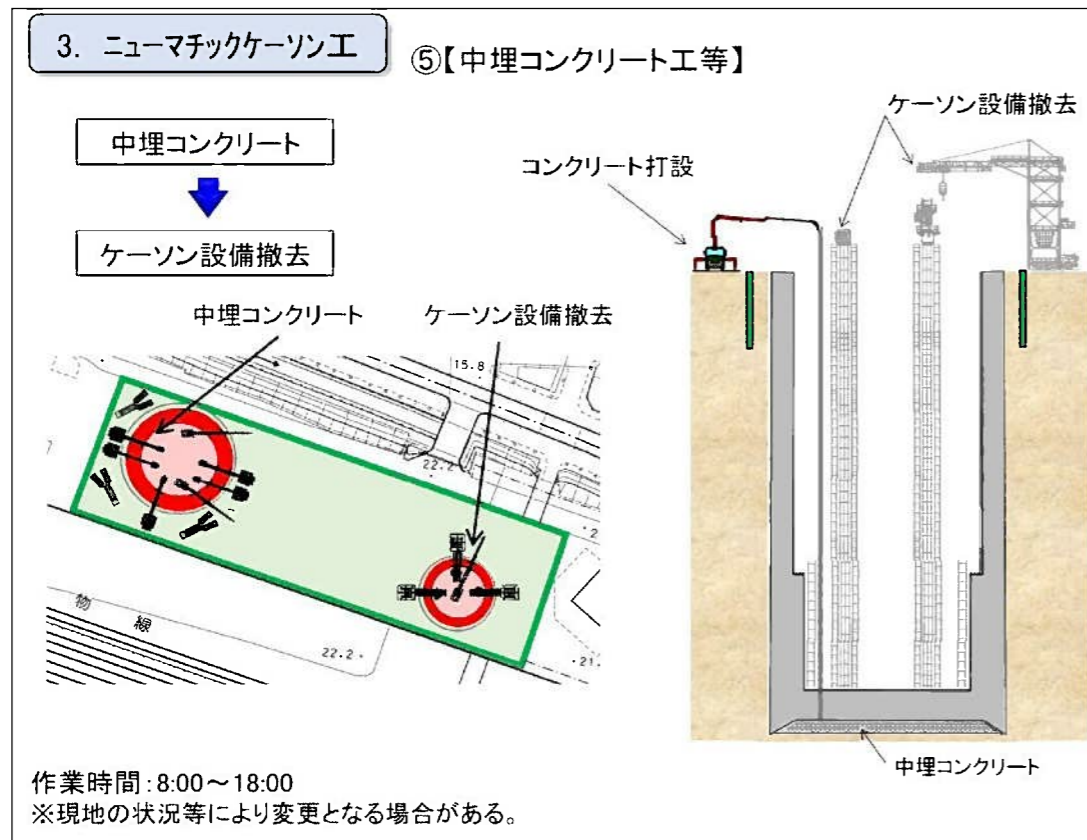 3. ニューマチックケーソン工
⑤【中埋コンクリート工等】
中埋コンクリート
ケーソン設備撤去
ケーソン設備撤去
コンクリート打設
中埋コンクリート
ケーソン設備撤去
15.8
22.2
物線
22.2
21.
中埋コンクリート
作業時間:8:00～18:00
※現地の状況等により変更となる場合がある。